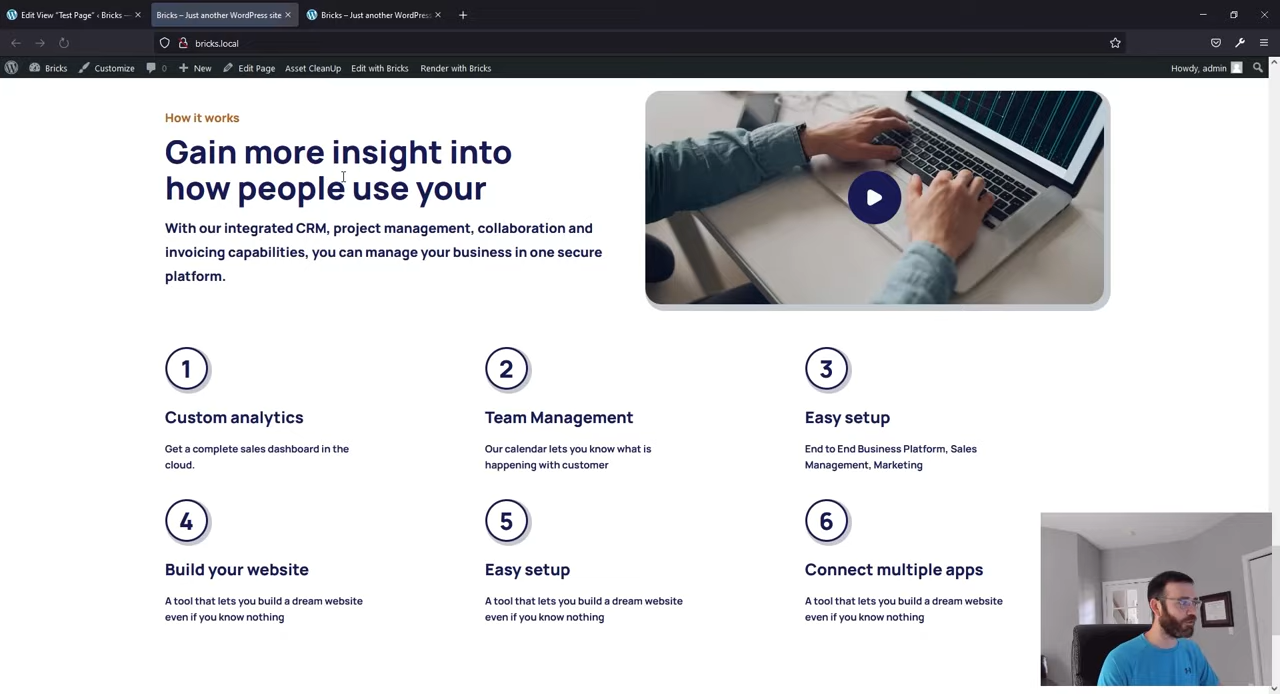 Edit View "Test Page" ‹ Bricks —
Bricks – Just another WordPress site
Bricks – Just another WordPress
bricks.local
Bricks
Customize
0
New
Edit Page
Asset CleanUp
Edit with Bricks
Render with Bricks
Howdy, admin
How it works
Gain more insight into
how people use your
With our integrated CRM, project management, collaboration and
invoicing capabilities, you can manage your business in one secure
platform.
1
2
3
Custom analytics
Team Management
Easy setup
Get a complete sales dashboard in the
cloud.
Our calendar lets you know what is
happening with customer
End to End Business Platform, Sales
Management, Marketing
4
5
6
Build your website
Easy setup
Connect multiple apps
A tool that lets you build a dream website
even if you know nothing
A tool that lets you build a dream website
even if you know nothing
A tool that lets you build a dream website
even if you know nothing